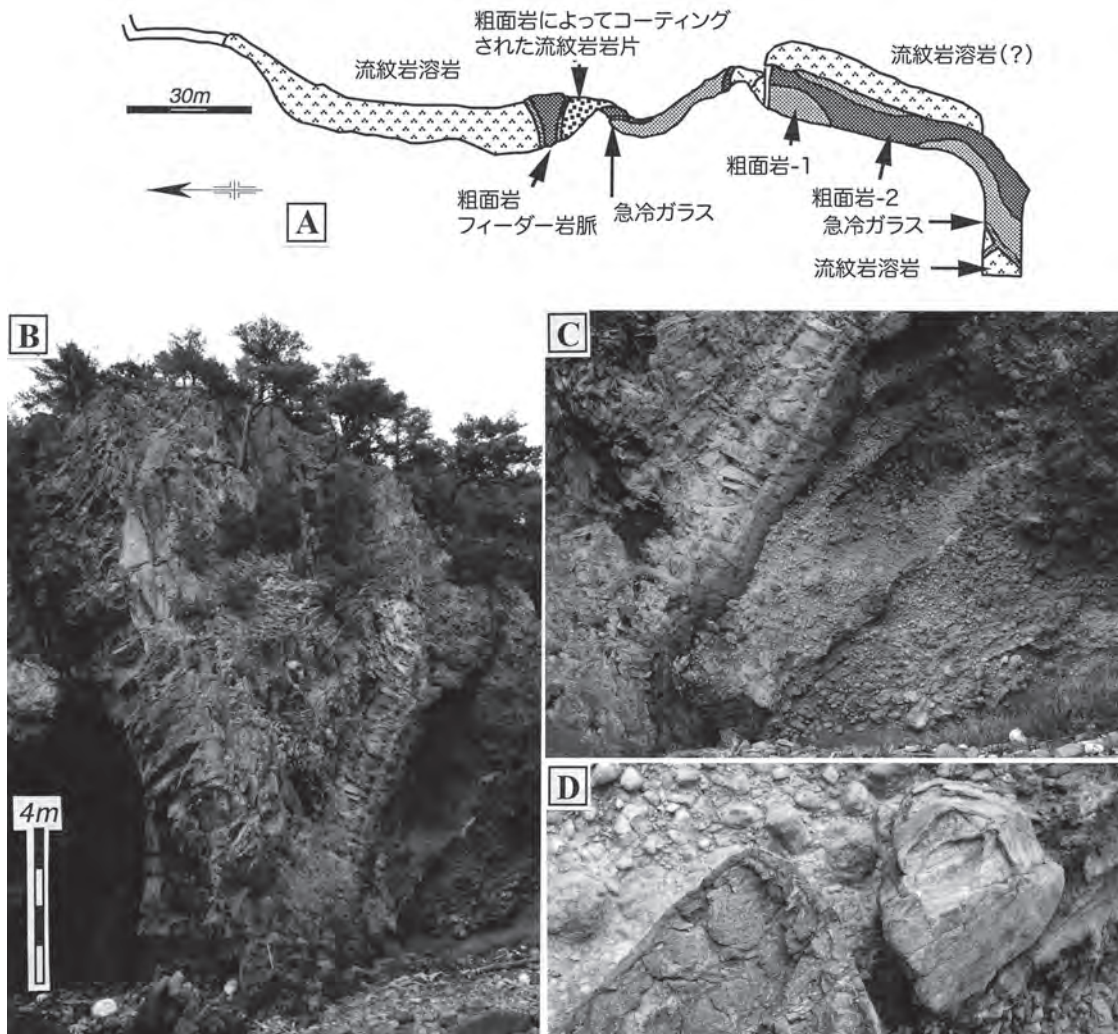 粗面岩によってコーティング
された流紋岩岩片
流紋岩溶岩
流紋岩溶岩(?)
30m
粗面岩-1
粗面岩
フィーダー岩脈
急冷ガラス
粗面岩-2
急冷ガラス
流紋岩溶岩
A
B
C
4m
D